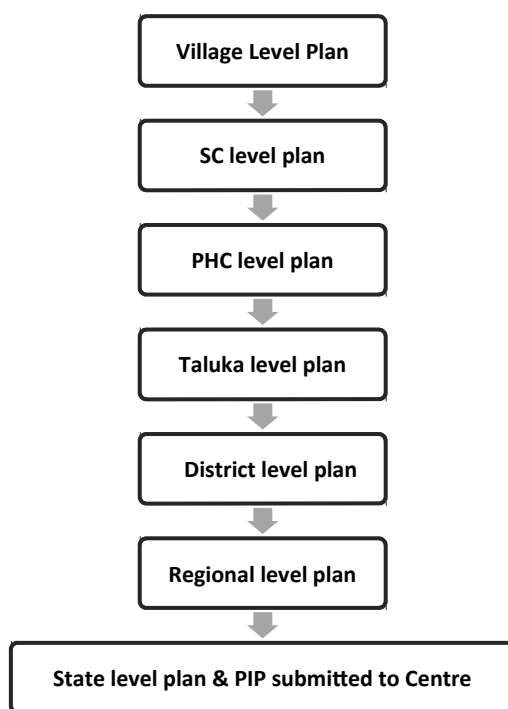 Village Level Plan
SC level plan
PHC level plan
Taluka level plan
District level plan
Regional level plan
State level plan & PIP submitted to Centre